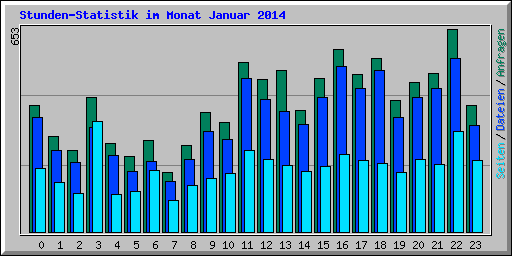 Stunden-Statistik im Monat Januar 2014
653
Seiten / Dateien / Anfragen
0 1 2 3 4 5 6 7 8 9 10 11 12 13 14 15 16 17 18 19 20 21 22 23